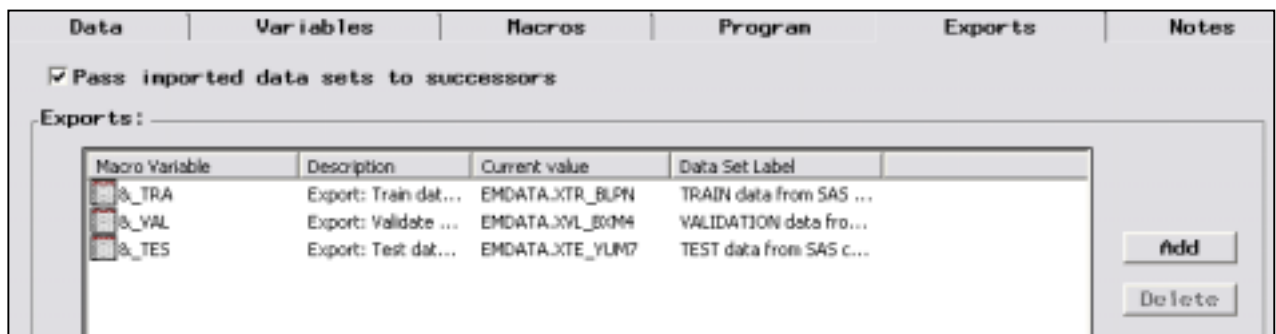 Data Variables Macros Program Exports Notes
Pass imported data sets to successors
Exports:
Macro Variable Description Current value Data Set Label
&_TRA Export: Train dat... EMDATA.XTR_BLPN TRAIN data from SAS ...
&_VAL Export: Validate ... EMDATA.XVL_BXM4 VALIDATION data fro...
&_TES Export: Test dat... EMDATA.XTE_YUM7 TEST data from SAS c...
Add
Delete